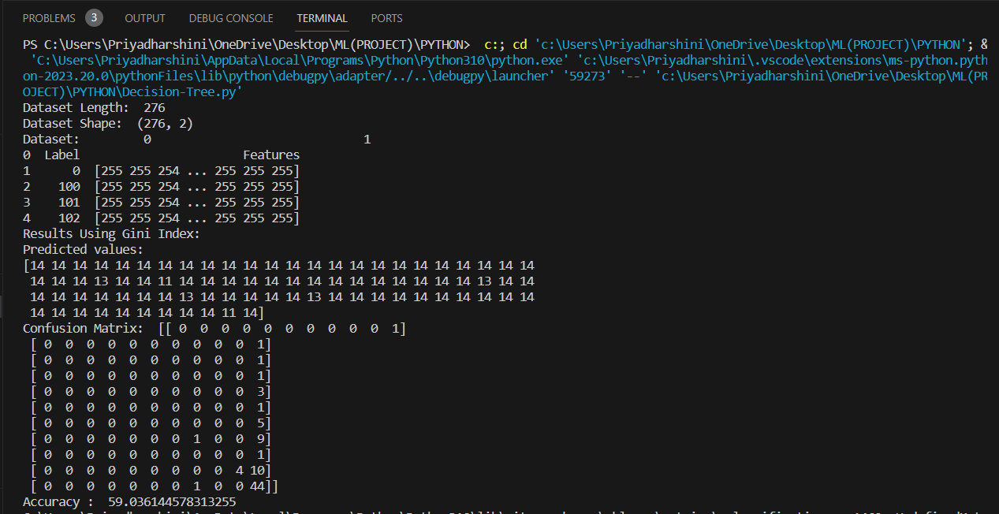 PROBLEMS 3 OUTPUT DEBUG CONSOLE TERMINAL PORTS
PS C:\Users\Priyadharshini\OneDrive\Desktop\ML(PROJECT)\PYTHON>  c:; cd 'c:\Users\Priyadharshini\OneDrive\Desktop\ML(PROJECT)\PYTHON'; &
 'C:\Users\Priyadharshini\AppData\Local\Programs\Python\Python310\python.exe' 'c:\Users\Priyadharshini\.vscode\extensions\ms-python.pyth
on-2023.20.0\pythonFiles\lib\python\debugpy\adapter/../..\debugpy\launcher' '59273' '--' 'c:\Users\Priyadharshini\OneDrive\Desktop\ML(PR
OJECT)\PYTHON\Decision-Tree.py'
Dataset Length:  276
Dataset Shape:  (276, 2)
Dataset:         0                              1
0  Label                       Features
1      0  [255 255 254 ... 255 255 255]
2    100  [255 255 254 ... 255 255 255]
3    101  [255 255 254 ... 255 255 255]
4    102  [255 255 254 ... 255 255 255]
Results Using Gini Index:
Predicted values:
[14 14 14 14 14 14 14 14 14 14 14 14 14 14 14 14 14 14 14 14 14 14 14 14
 14 14 14 13 14 14 11 14 14 14 14 14 14 14 14 14 14 14 14 14 14 13 14 14
 14 14 14 14 14 14 14 13 14 14 14 14 14 13 14 14 14 14 14 14 14 14 14 14
 14 14 14 14 14 14 14 14 14 11 14]
Confusion Matrix:  [[ 0  0  0  0  0  0  0  0  0  0  1]
 [ 0  0  0  0  0  0  0  0  0  0  1]
 [ 0  0  0  0  0  0  0  0  0  0  1]
 [ 0  0  0  0  0  0  0  0  0  0  1]
 [ 0  0  0  0  0  0  0  0  0  0  3]
 [ 0  0  0  0  0  0  0  0  0  0  1]
 [ 0  0  0  0  0  0  0  0  0  0  5]
 [ 0  0  0  0  0  0  0  1  0  0  9]
 [ 0  0  0  0  0  0  0  0  0  0  1]
 [ 0  0  0  0  0  0  0  0  0  4 10]
 [ 0  0  0  0  0  0  0  1  0  0 44]]
Accuracy :  59.036144578313255